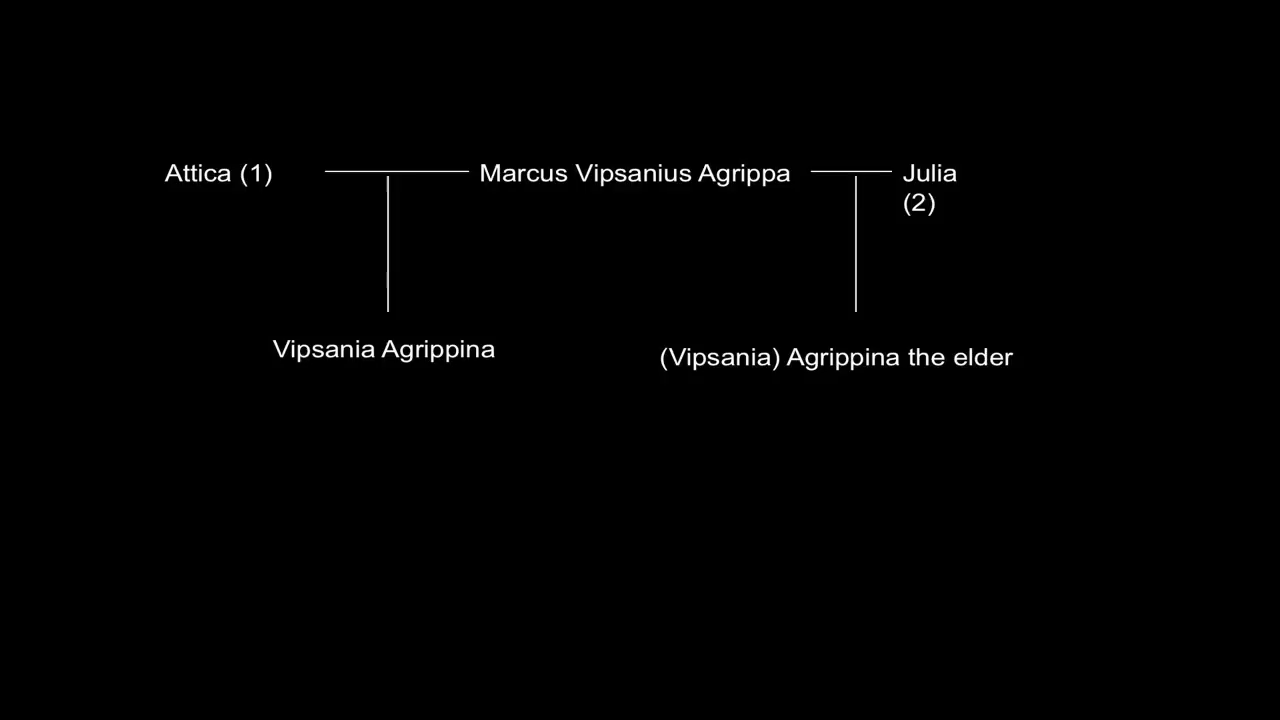 Attica (1)
Marcus Vipsanius Agrippa
Julia
(2)
Vipsania Agrippina
(Vipsania) Agrippina the elder